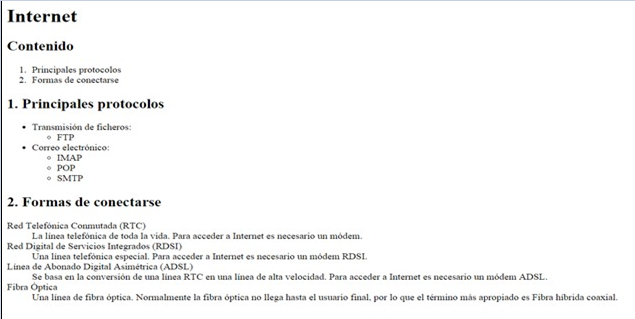 Internet
Contenido
1. Principales protocolos
2. Formas de conectarse
1. Principales protocolos
• Transmisión de ficheros:
◦ FTP
• Correo electrónico:
◦ IMAP
◦ POP
◦ SMTP
2. Formas de conectarse
Red Telefónica Conmutada (RTC)
La línea telefónica de toda la vida. Para acceder a Internet es necesario un módem.
Red Digital de Servicios Integrados (RDSI)
Una línea telefónica especial. Para acceder a Internet es necesario un módem RDSI.
Línea de Abonado Digital Asimétrica (ADSL)
Se basa en la conversión de una línea RTC en una línea de alta velocidad. Para acceder a Internet es necesario un módem ADSL.
Fibra Óptica
Una línea de fibra óptica. Normalmente la fibra óptica no llega hasta el usuario final, por lo que el término más apropiado es Fibra híbrida coaxial.